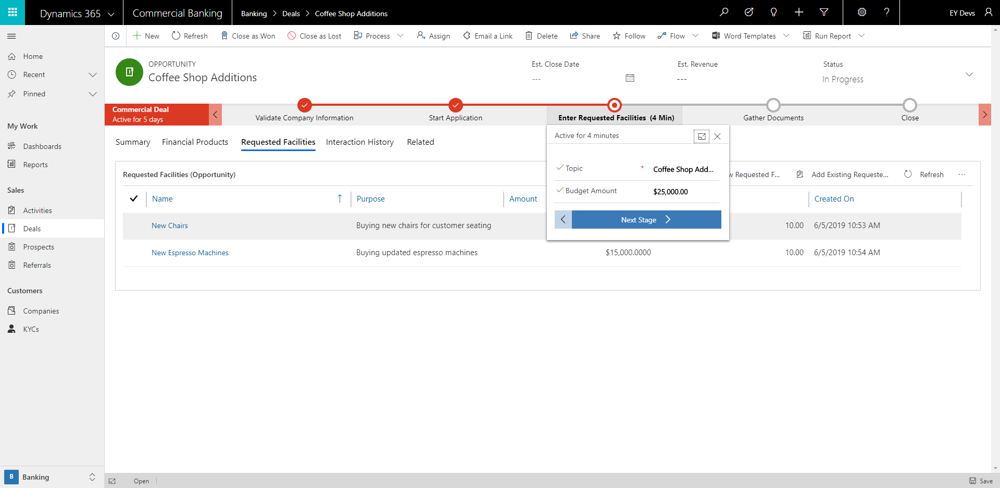 Dynamics 365
Commercial Banking
Banking > Deals > Coffee Shop Additions
EY Devs
New
Refresh
Close as Won
Close as Lost
Process
Assign
Email a Link
Delete
Share
Follow
Flow
Word Templates
Run Report
Home
Recent
Pinned
My Work
Dashboards
Reports
Sales
Activities
Deals
Prospects
Referrals
Customers
Companies
KYCs
B Banking
OPPORTUNITY
Coffee Shop Additions
Est. Close Date
---
Est. Revenue
---
Status
In Progress
Commercial Deal
Active for 5 days
Validate Company Information
Start Application
Enter Requested Facilities (4 Min)
Gather Documents
Close
Summary
Financial Products
Requested Facilities
Interaction History
Related
Active for 4 minutes
Topic * Coffee Shop Add...
Budget Amount $25,000.00
Next Stage
Requested Facilities (Opportunity)
w Requested F...
Add Existing Requeste...
Refresh
...
Name Purpose Amount Created On
New Chairs Buying new chairs for customer seating 10.00 6/5/2019 10:53 AM
New Espresso Machines Buying updated espresso machines $15,000.0000 10.00 6/5/2019 10:54 AM
Open
Save